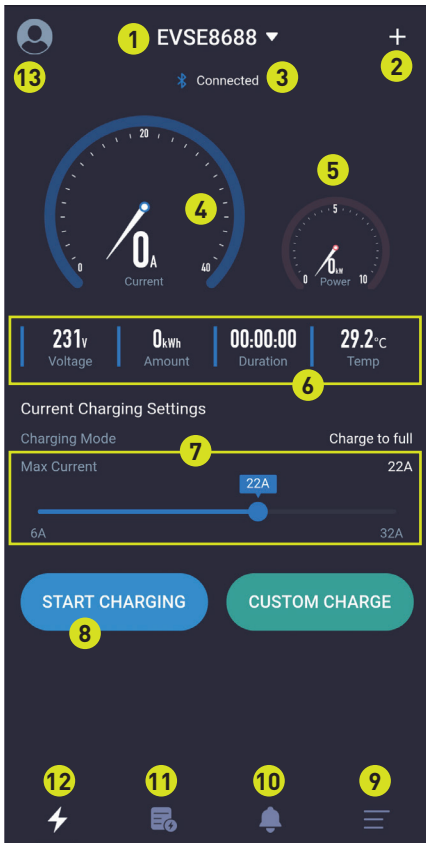 1 EVSE8688
2
13
Connected 3
20
4
0A
0 Current 40
5
5
0kW
0 Power 10
231V 0kWh 00:00:00 29.2°C
Voltage Amount Duration Temp
6
Current Charging Settings
Charging Mode Charge to full
7
Max Current 22A
22A
6A 32A
START CHARGING CUSTOM CHARGE
8
12 11 10 9